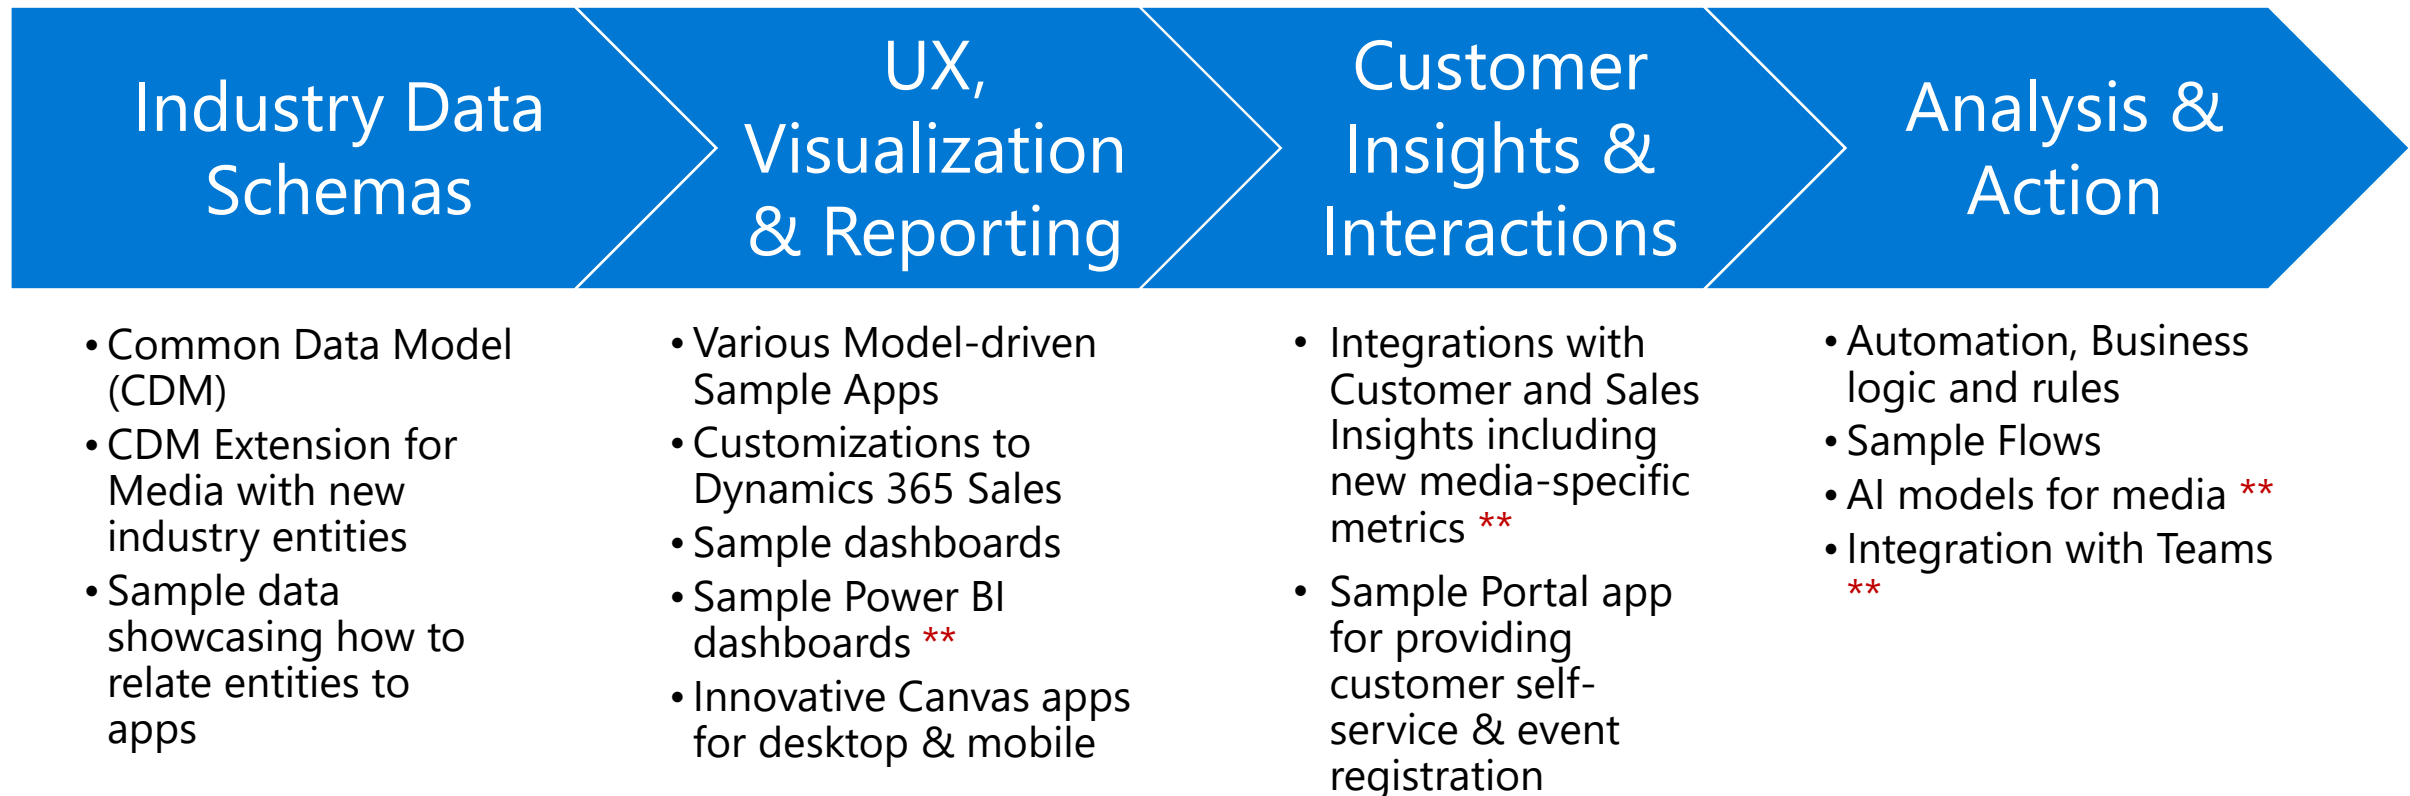 Industry Data
Schemas
UX,
Visualization
& Reporting
Customer
Insights &
Interactions
Analysis &
Action
• Common Data Model
(CDM)
• CDM Extension for
Media with new
industry entities
• Sample data
showcasing how to
relate entities to
apps
• Various Model-driven
Sample Apps
• Customizations to
Dynamics 365 Sales
• Sample dashboards
• Sample Power BI
dashboards **
• Innovative Canvas apps
for desktop & mobile
• Integrations with
Customer and Sales
Insights including
new media-specific
metrics **
• Sample Portal app
for providing
customer self-
service & event
registration
• Automation, Business
logic and rules
• Sample Flows
• AI models for media **
• Integration with Teams
**